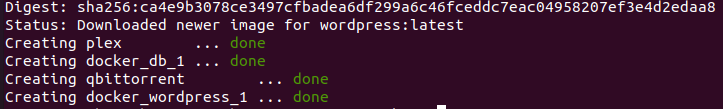 Digest: sha256:ca4e9b3078ce3497cfbadea6df299a6c46fceddc7eac04958207ef3e4d2edaa8
Status: Downloaded newer image for wordpress:latest
Creating plex ... done
Creating docker_db_1 ... done
Creating qbittorrent ... done
Creating docker_wordpress_1 ... done